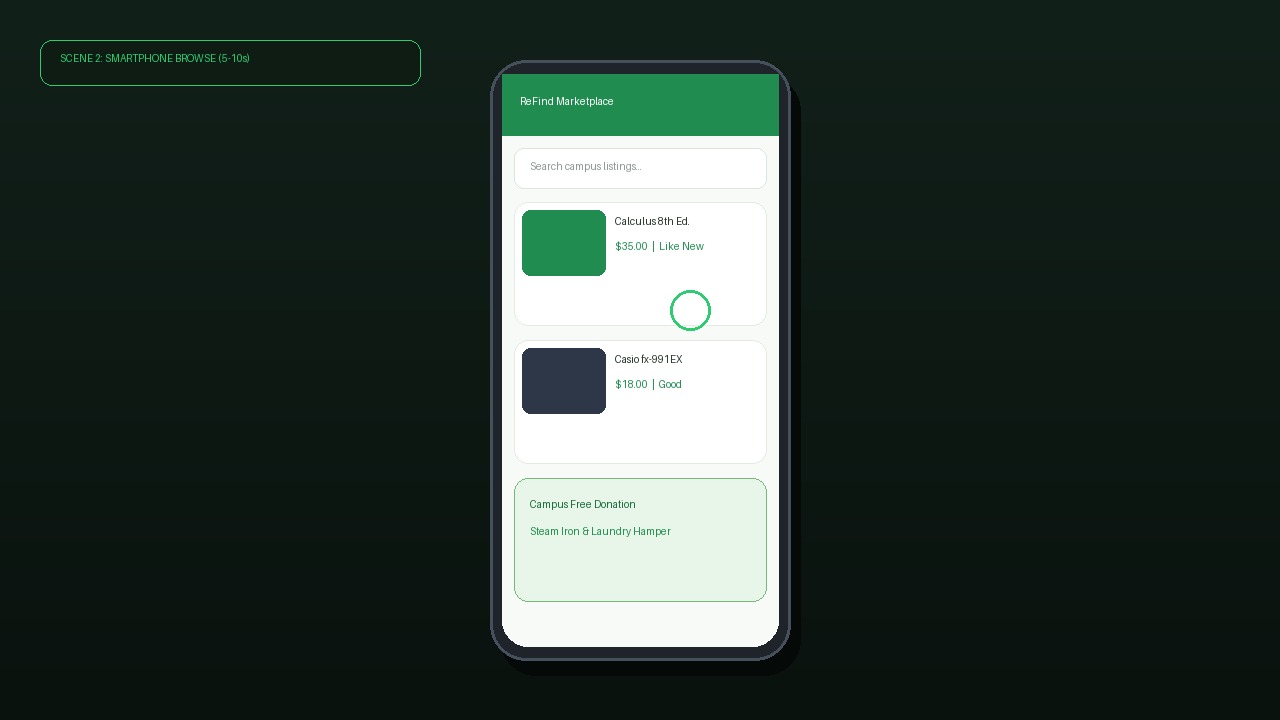 SCENE 2: SMARTPHONE BROWSE (5-10s)
ReFind Marketplace
Search campus listings...
Calculus 8th Ed.
$35.00 | Like New
Casio fx-991EX
$18.00 | Good
Campus Free Donation
Steam Iron & Laundry Hamper